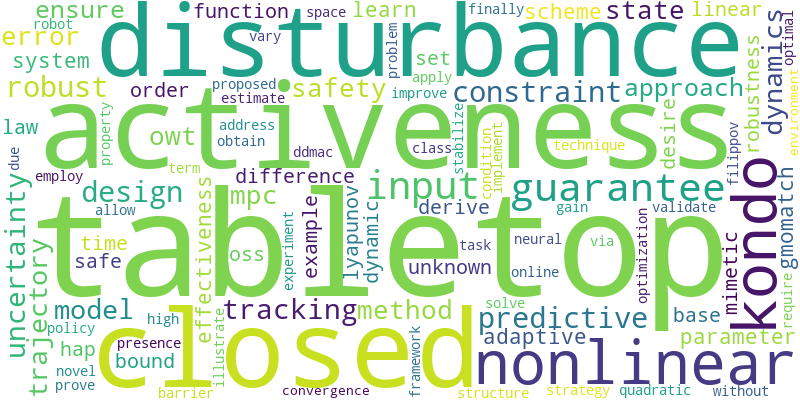 robot
ensure
function
space
learn
finally
scheme
state
linear
error
disturbance
vary
problem
system
optimal
dynamics
robust
order
proposed
estimate
safety
improve
constraint
set
apply
approach
robustness
environment
law
property
owt
activeness
address
obtain
ddmac
class
stabilize
condition
implement
desire
technique
filippov
due
uncertainty
employ
term
difference
input
guarantee
kondo
gmomatch
design
mpc
derive
gain
validate
allow
effectiveness
example
lyapunov
dynamic
mimetic
time
safe
tabletop
oss
experiment
unknown
task
neural
via
online
optimization
trajectory
model
tracking
method
solve
predictive
base
require
policy
high
hap
presence
bound
illustrate
closed
framework
adaptive
nonlinear
parameter
novel
prove
barrier
convergence
structure
strategy
quadratic
without